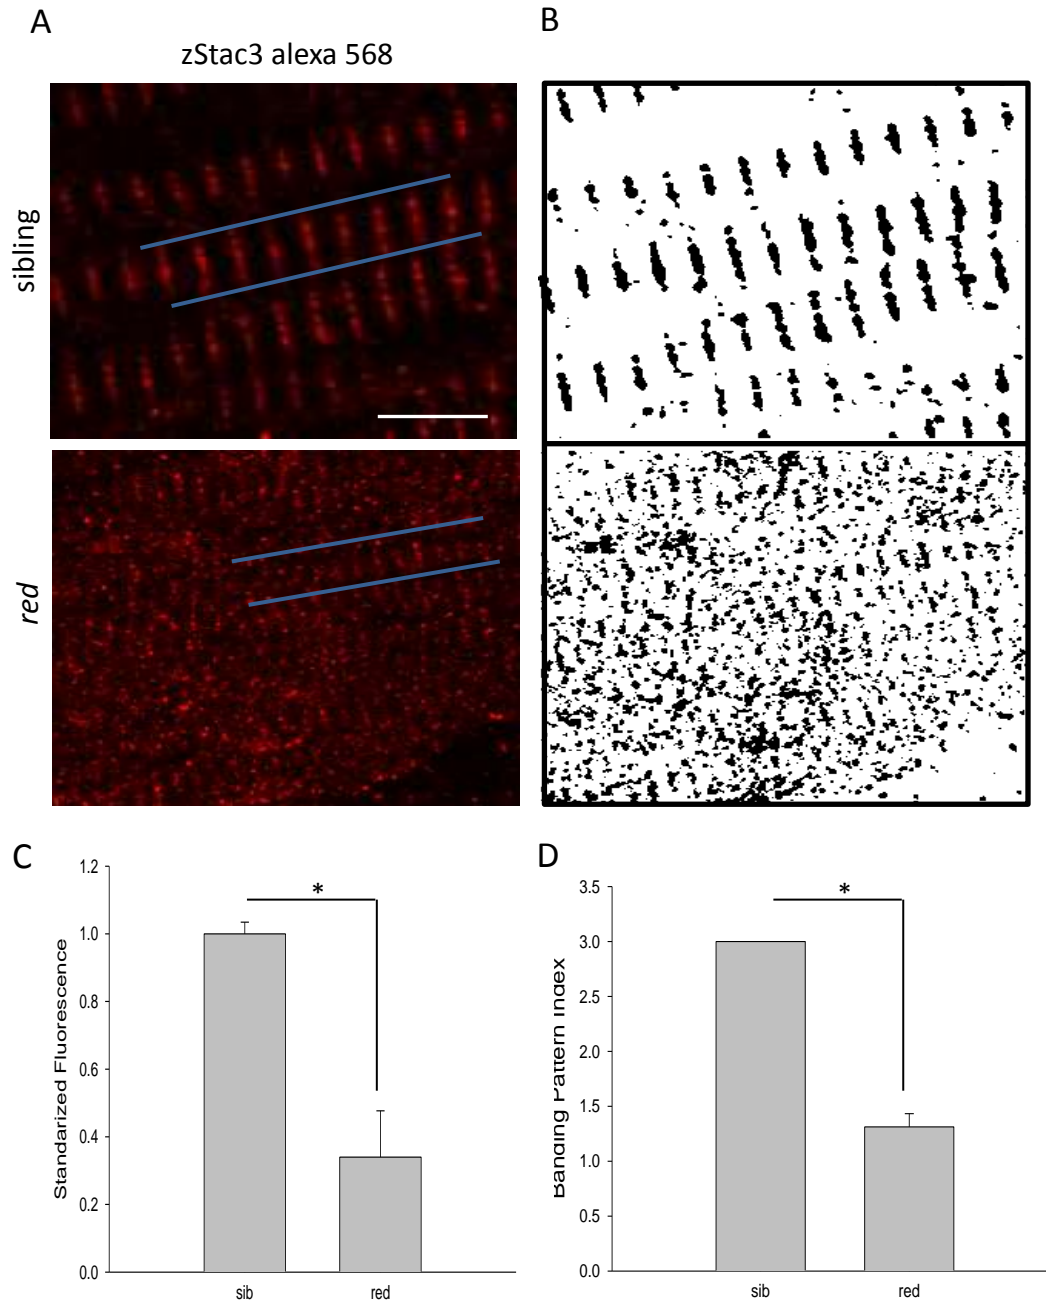 A
B
zStac3 alexa 568
sibling
red
C
D
1.2
1.0
0.8
0.6
0.4
0.2
0.0
Standarized Fluorescence
*
sib
red
3.5
3.0
2.5
2.0
1.5
1.0
0.5
0.0
Banding Pattern Index
*
sib
red